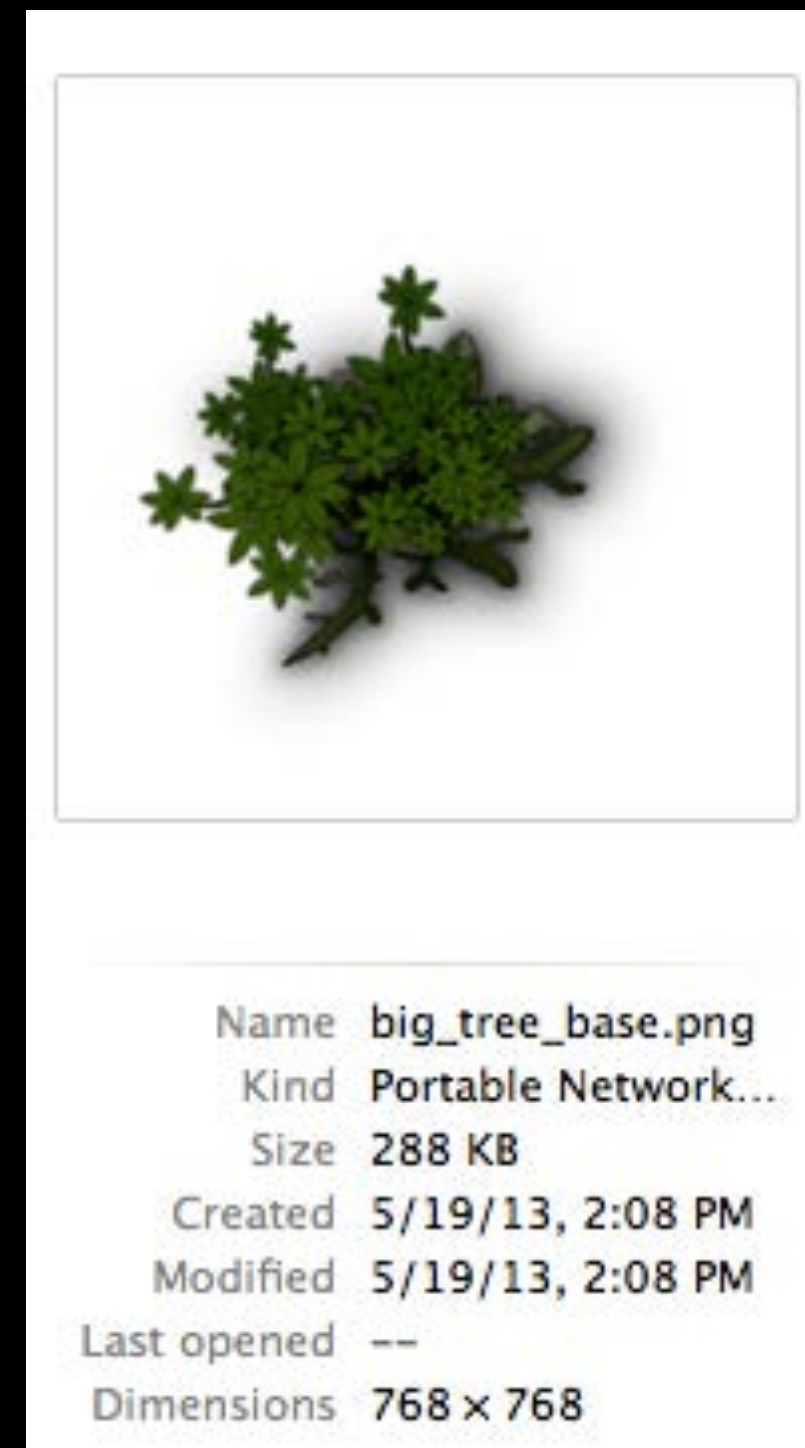 Name big_tree_base.png
Kind Portable Network...
Size 288 KB
Created 5/19/13, 2:08 PM
Modified 5/19/13, 2:08 PM
Last opened --
Dimensions 768 × 768